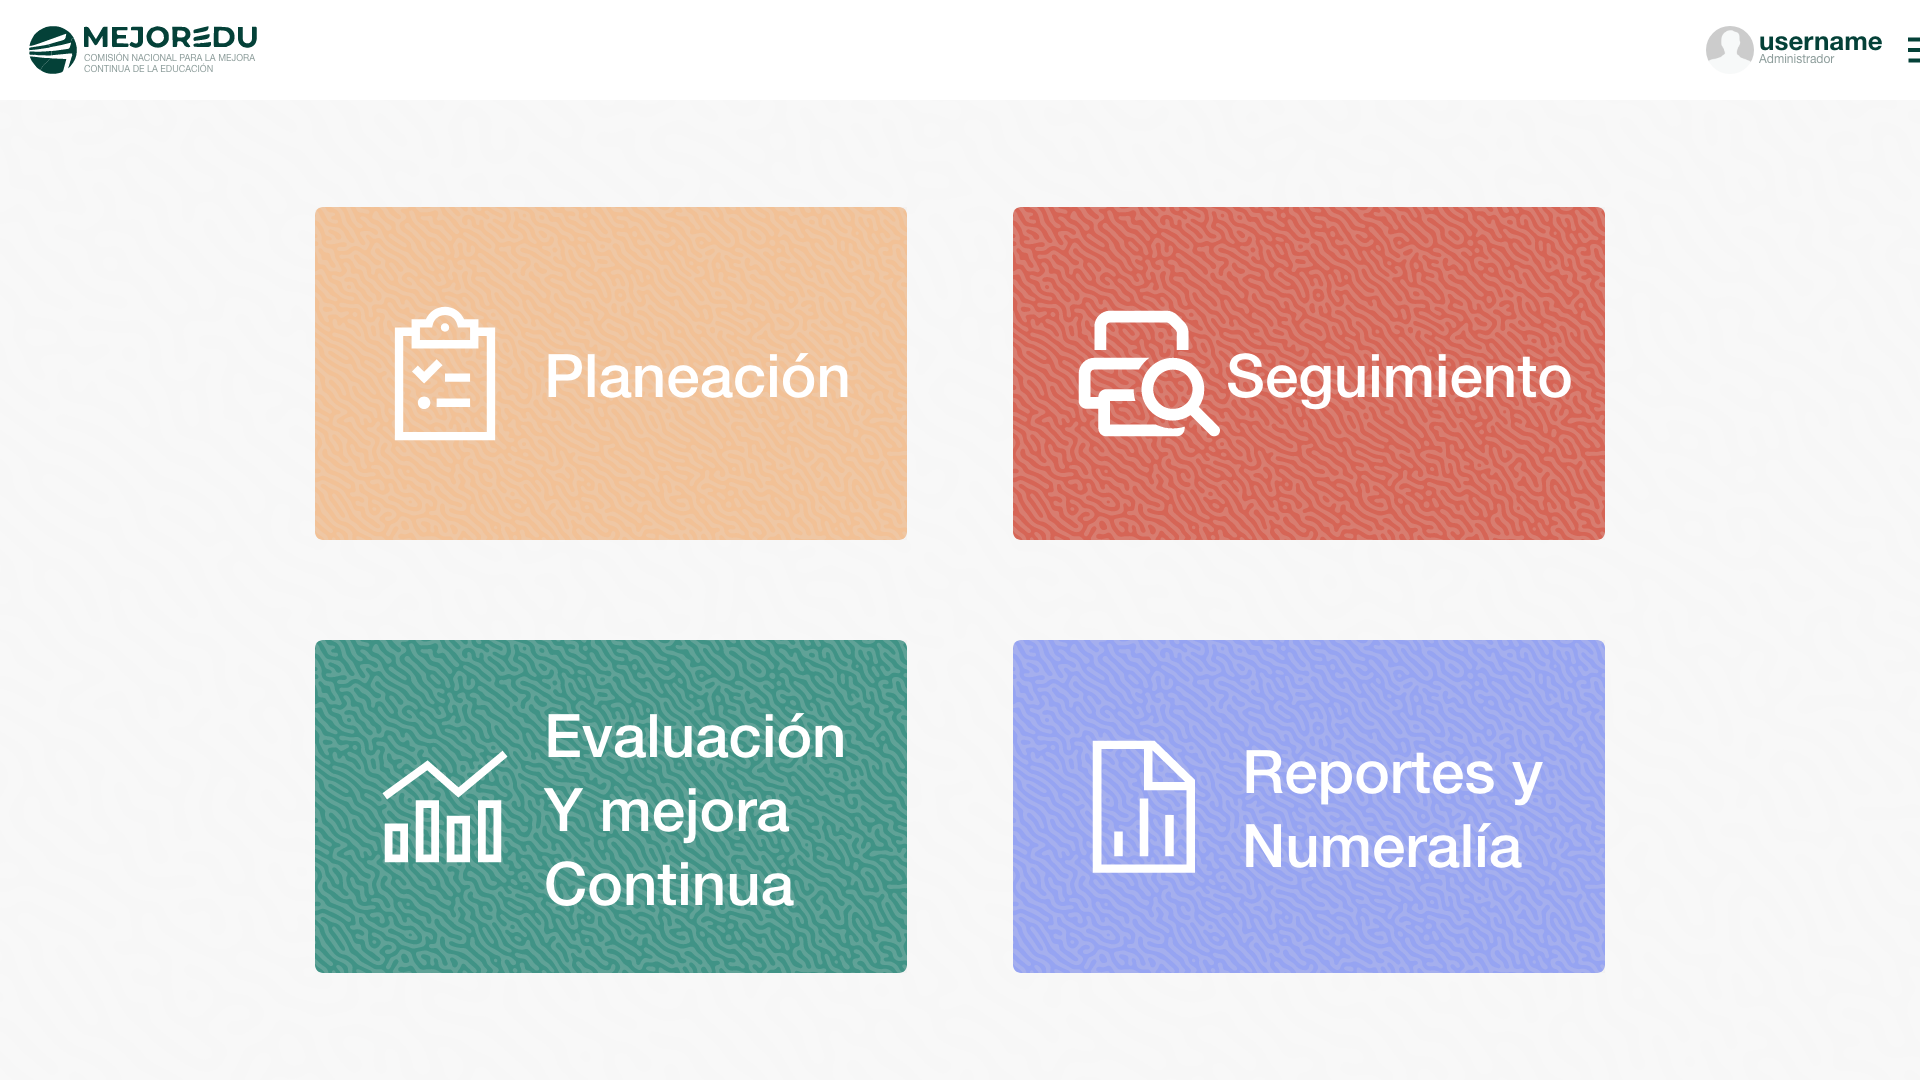 MEJOREDU
COMISIÓN NACIONAL PARA LA MEJORA
CONTINUA DE LA EDUCACIÓN
username
Administrador
Planeación
Seguimiento
Evaluación
Y mejora
Continua
Reportes y
Numeralía